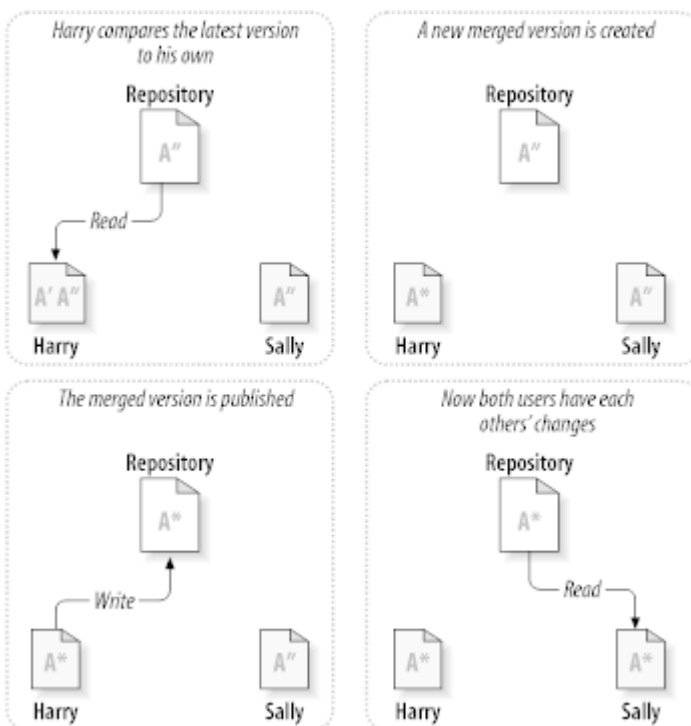 Harry compares the latest version
to his own
Repository
A″
Read
A′ A″
A″
Harry
Sally
A new merged version is created
Repository
A″
A*
A″
Harry
Sally
The merged version is published
Repository
A*
Write
A*
A″
Harry
Sally
Now both users have each
others’ changes
Repository
A*
Read
A*
A*
Harry
Sally